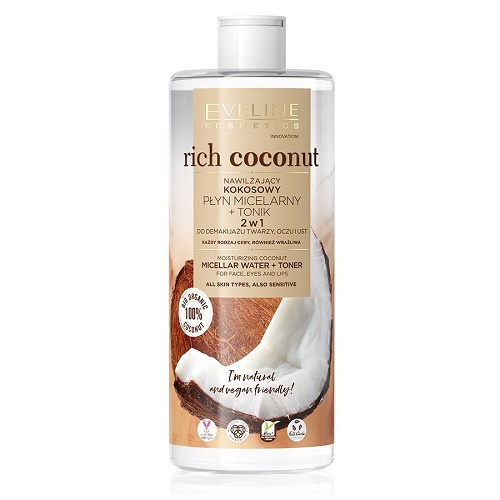 EVELINE
COSMETICS
INNOVATION!
rich coconut
NAWILŻAJĄCY
KOKOSOWY
PŁYN MICELARNY
+ TONIK
2 w 1
DO DEMAKIJAŻU TWARZY, OCZU I UST
KAŻDY RODZAJ CERY, RÓWNIEŻ WRAŻLIWA
MOISTURIZING COCONUT
MICELLAR WATER + TONER
FOR FACE, EYES AND LIPS
ALL SKIN TYPES, ALSO SENSITIVE
BIO ORGANIC
100%
COCONUT
I'm natural
and vegan friendly!